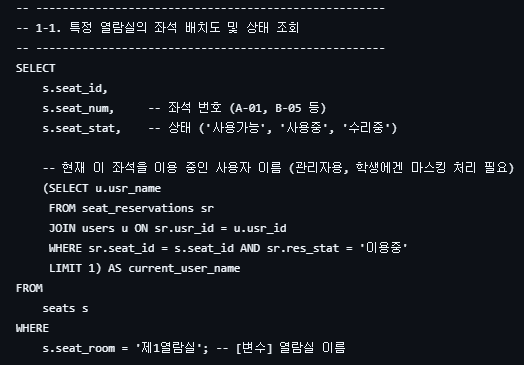 -- -----------------------------------------------------
-- 1-1. 특정 열람실의 좌석 배치도 및 상태 조회
-- -----------------------------------------------------
SELECT
    s.seat_id,
    s.seat_num,     -- 좌석 번호 (A-01, B-05 등)
    s.seat_stat,    -- 상태 ('사용가능', '사용중', '수리중')

    -- 현재 이 좌석을 이용 중인 사용자 이름 (관리자용, 학생에겐 마스킹 처리 필요)
    (SELECT u.usr_name
     FROM seat_reservations sr
     JOIN users u ON sr.usr_id = u.usr_id
     WHERE sr.seat_id = s.seat_id AND sr.res_stat = '이용중'
     LIMIT 1) AS current_user_name
FROM
    seats s
WHERE
    s.seat_room = '제1열람실'; -- [변수] 열람실 이름